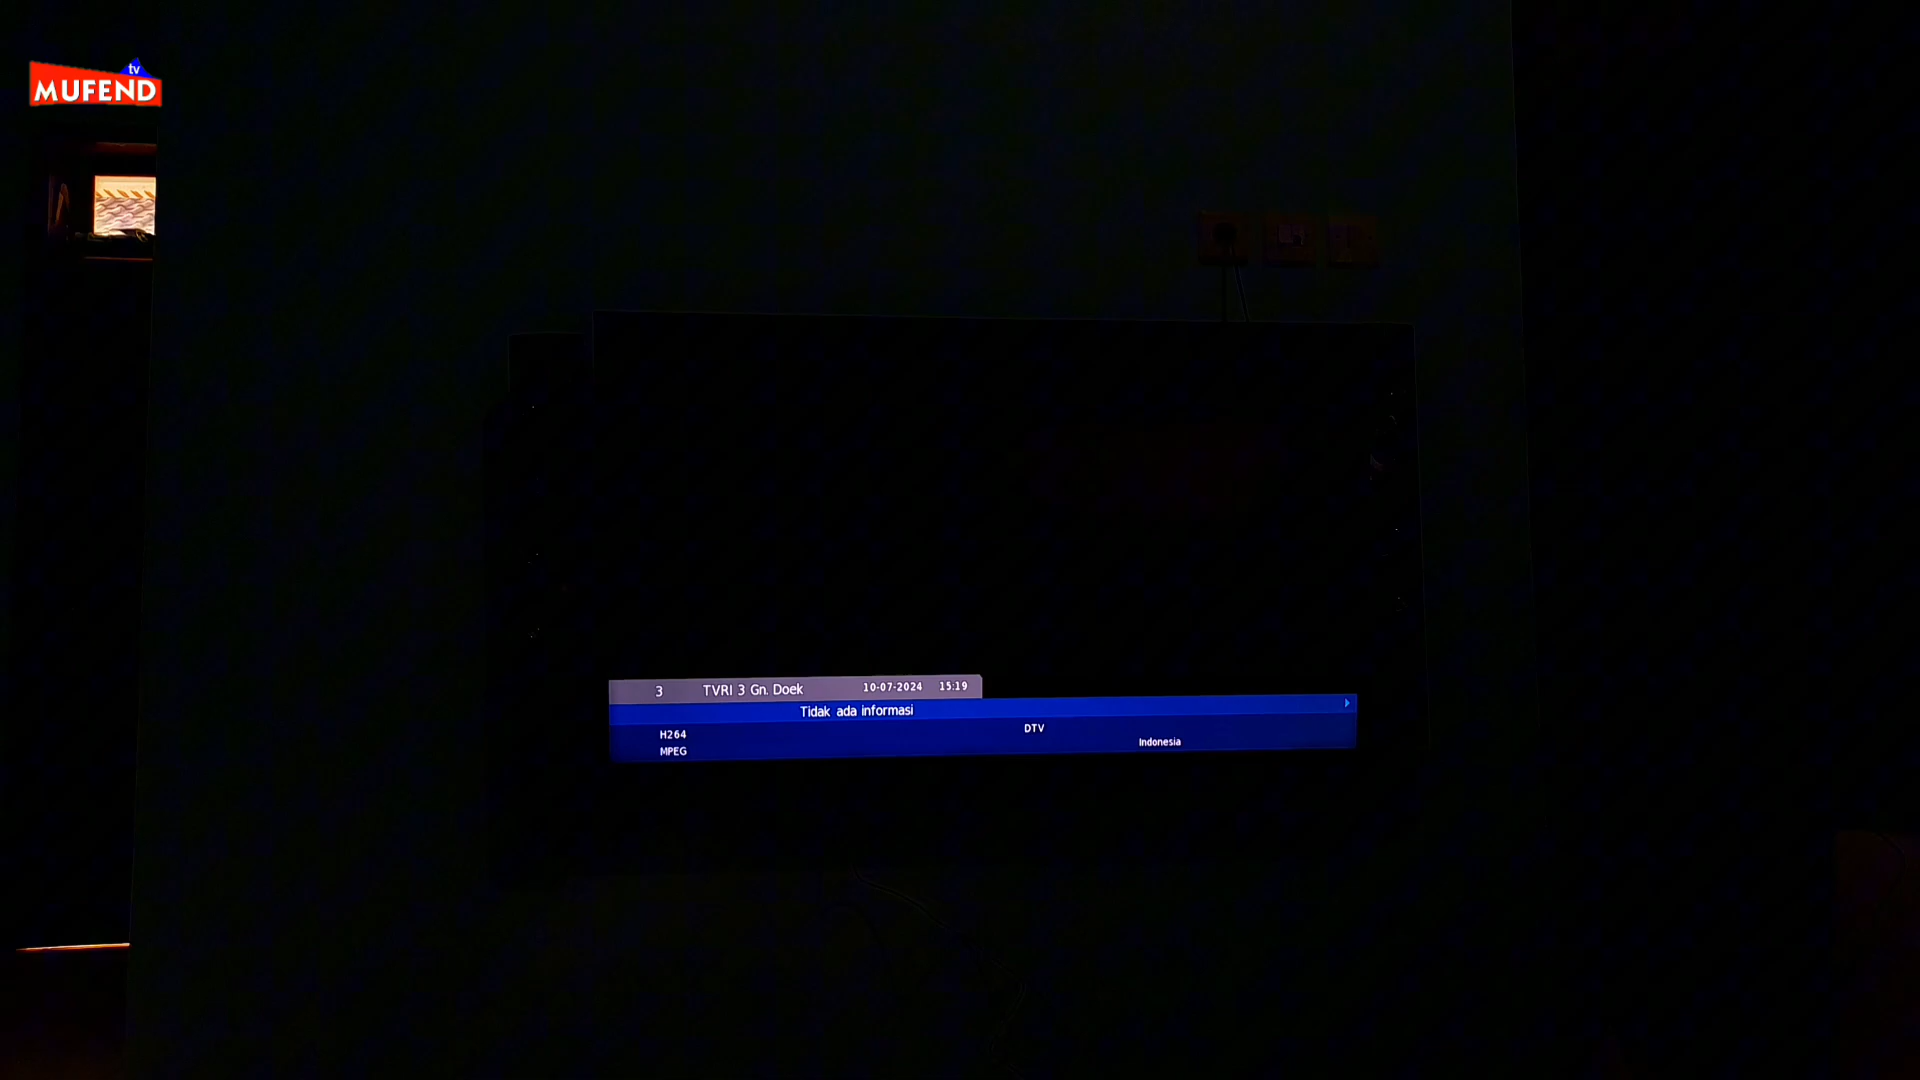 tv
MUFEND
3 TVRI 3 Gn. Doek 10-07-2024 15:19
Tidak ada informasi
H264 DTV
MPEG Indonesia